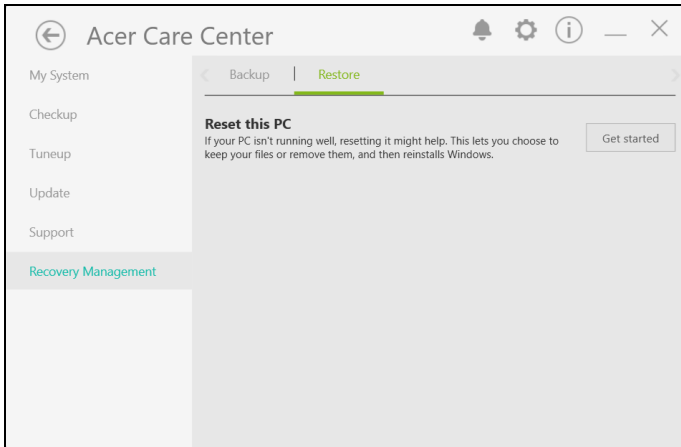 Acer Care Center
My System
Backup
Restore
Checkup
Reset this PC
If your PC isn't running well, resetting it might help. This lets you choose to
keep your files or remove them, and then reinstalls Windows.
Get started
Tuneup
Update
Support
Recovery Management